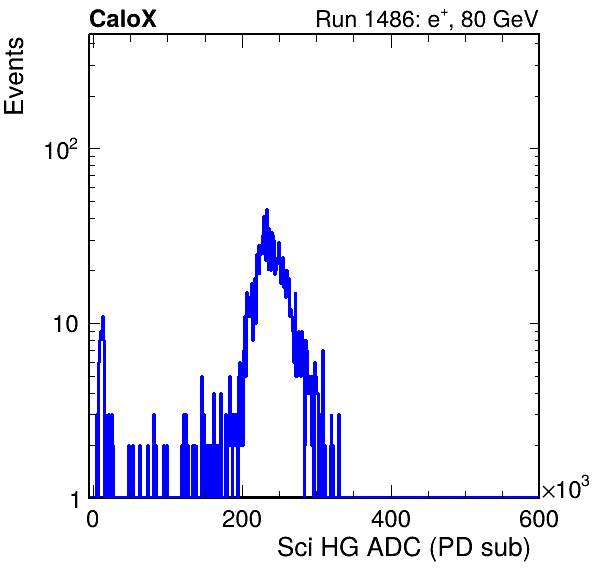 CaloX Run 1486: e⁺, 80 GeV
Events
10²
10
1
0 200 400 600
×10³
Sci HG ADC (PD sub)